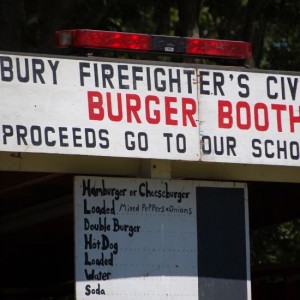 BURY FIREFIGHTER'S CIV
BURGER BOOTH
PROCEEDS GO TO OUR SCHO
Hamburger or Cheeseburger
Loaded Mixed Peppers & Onions
Double Burger
Hot Dog
Loaded
Water
Soda